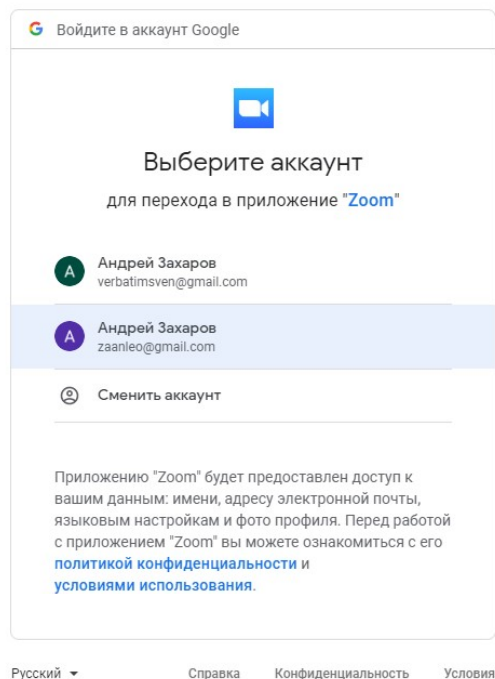 Войдите в аккаунт Google
Выберите аккаунт
для перехода в приложение "Zoom"
А
Андрей Захаров
verbatimsven@gmail.com
А
Андрей Захаров
zaanleo@gmail.com
Сменить аккаунт
Приложению "Zoom" будет предоставлен доступ к
вашим данным: имени, адресу электронной почты,
языковым настройкам и фото профиля. Перед работой
с приложением "Zoom" вы можете ознакомиться с его
политикой конфиденциальности и
условиями использования.
Русский Справка Конфиденциальность Условия